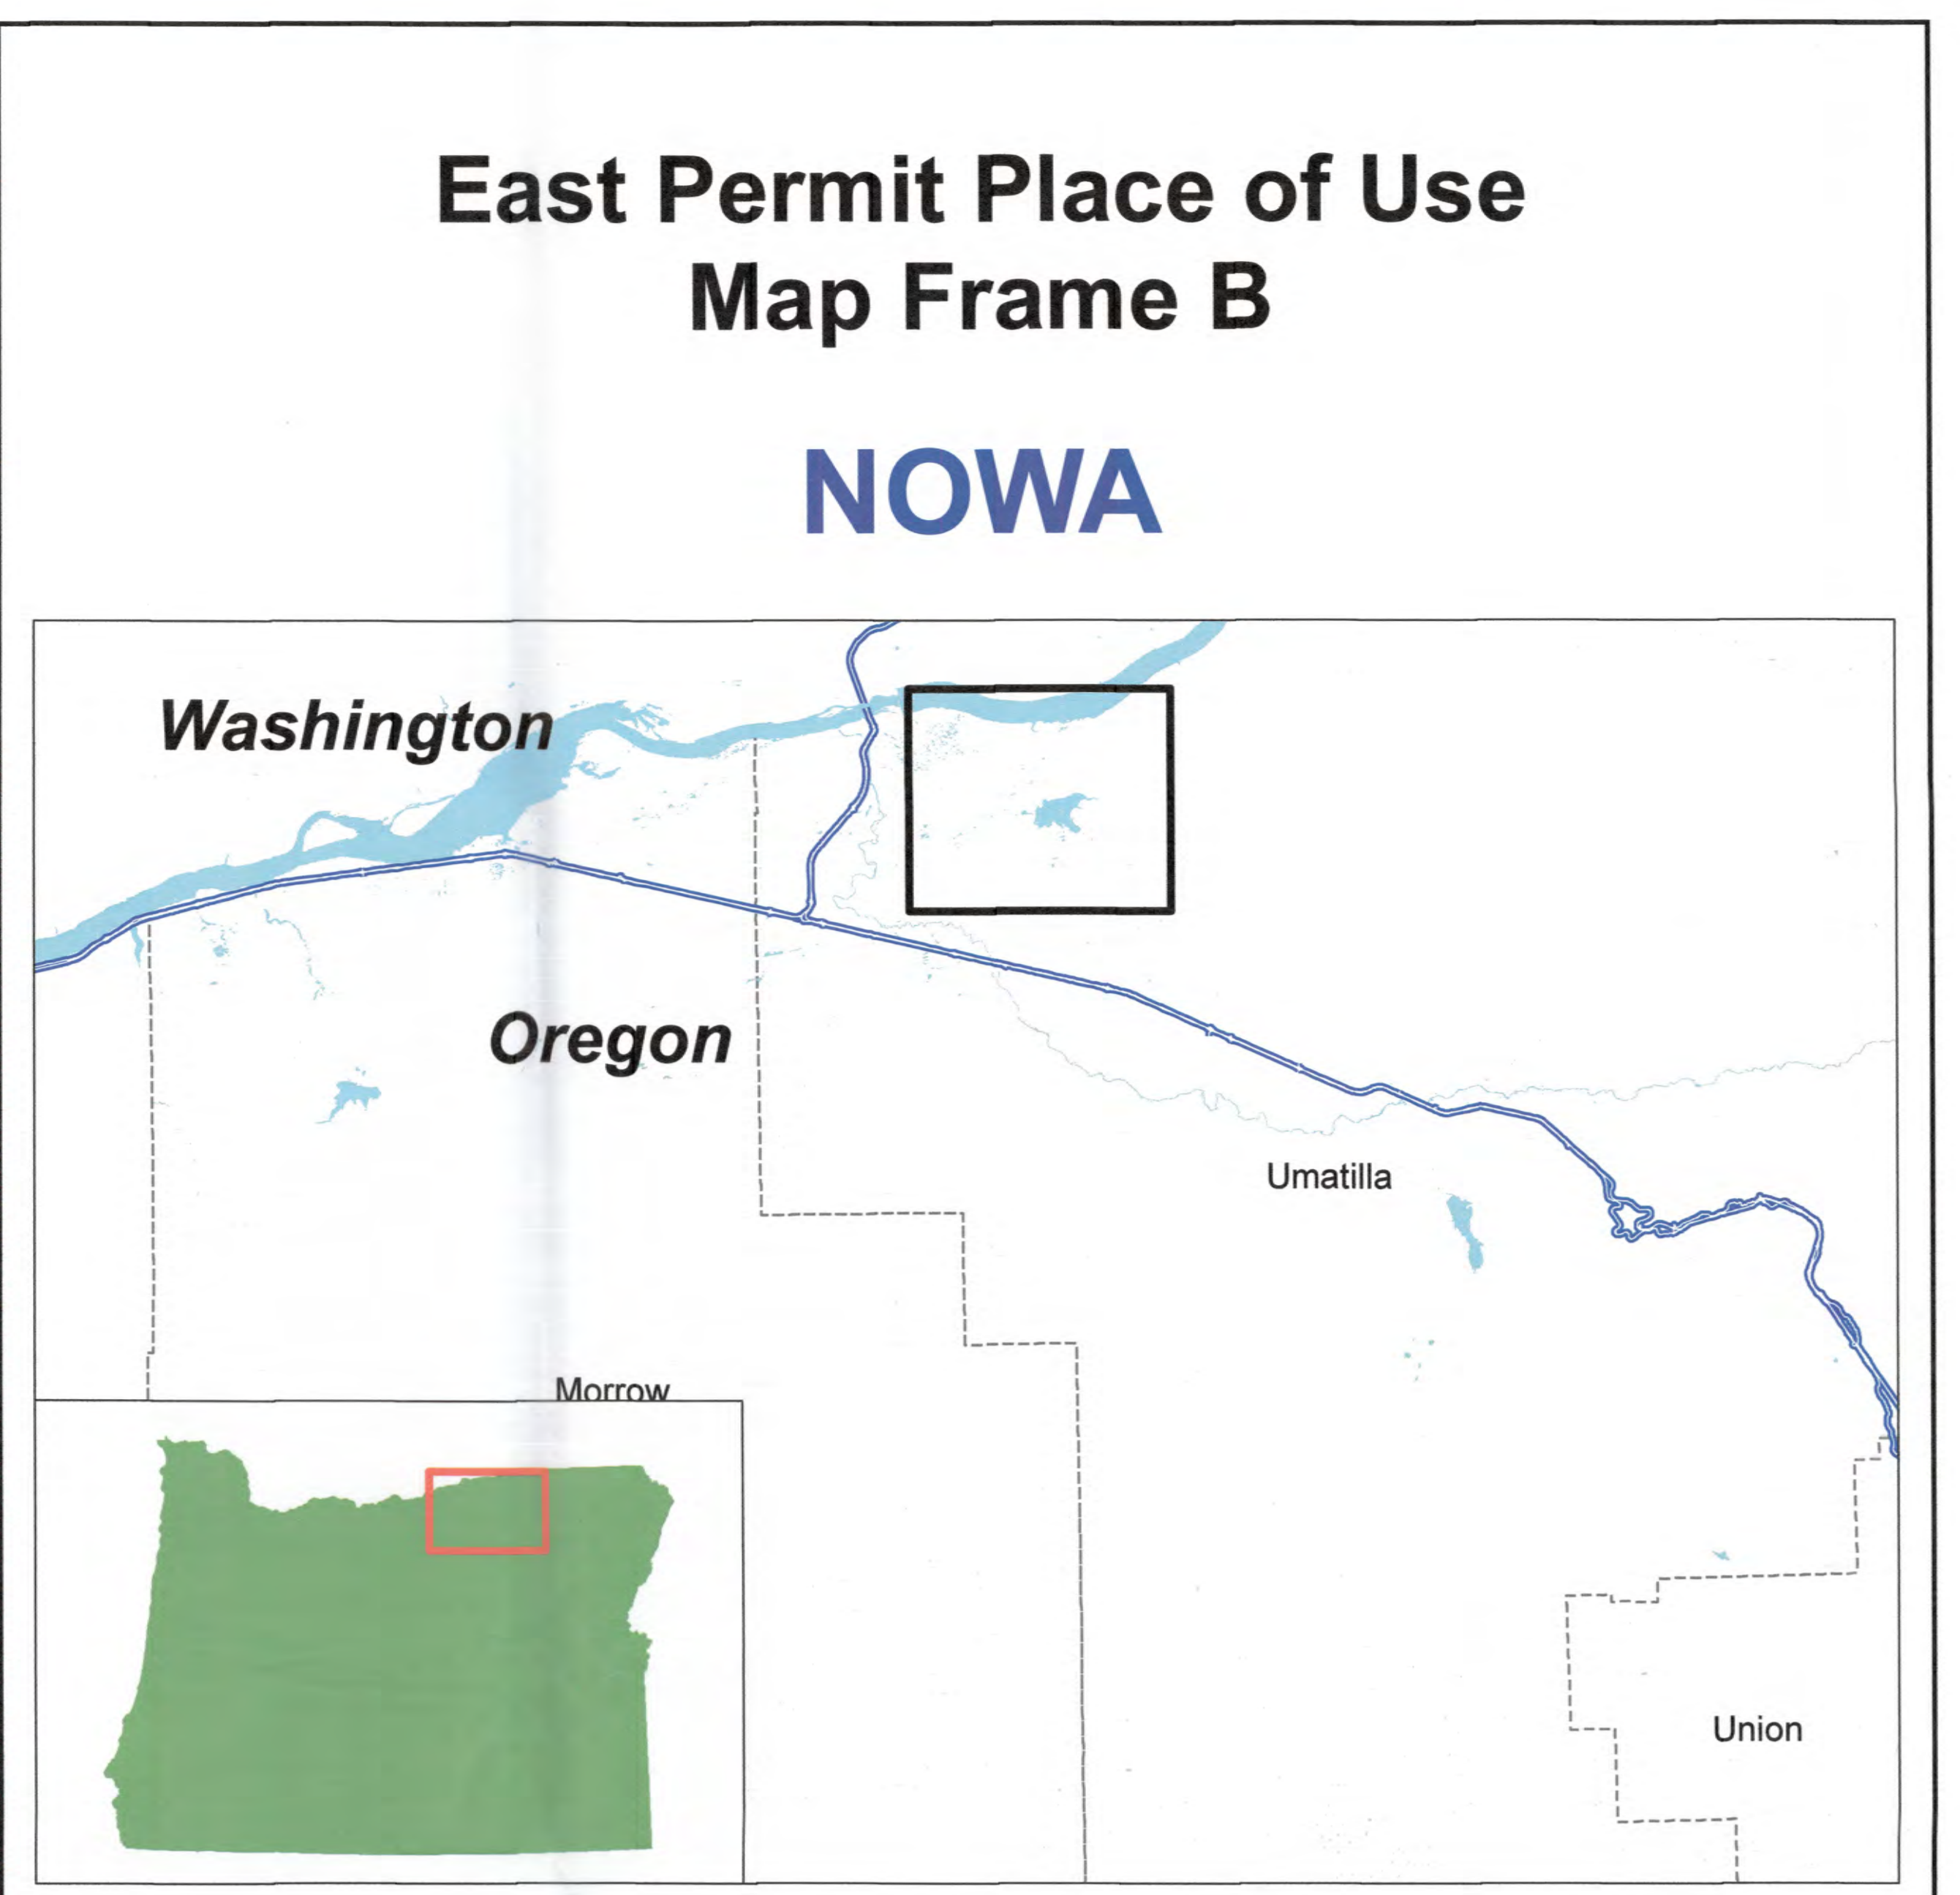 East Permit Place of Use
Map Frame B
NOWA
Washington
Oregon
Umatilla
Morrow
Union